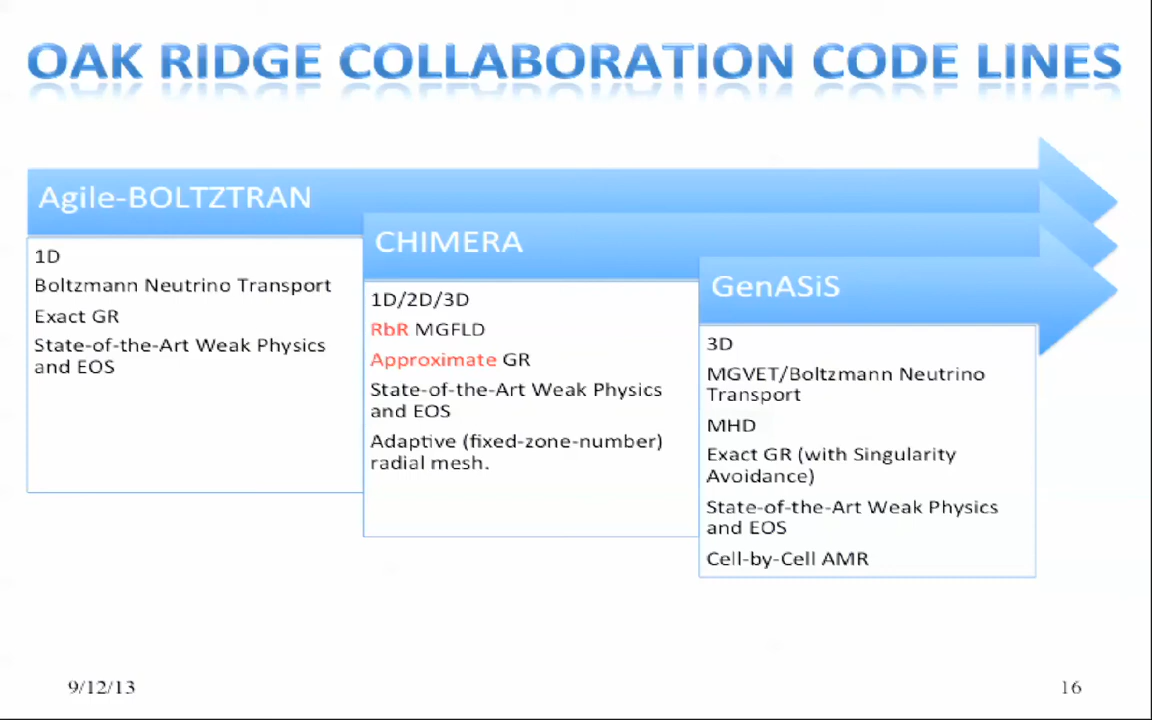 OAK RIDGE COLLABORATION CODE LINES
Agile-BOLTZTRAN
1D
Boltzmann Neutrino Transport
Exact GR
State-of-the-Art Weak Physics
and EOS
CHIMERA
1D/2D/3D
RbR MGFLD
Approximate GR
State-of-the-Art Weak Physics
and EOS
Adaptive (fixed-zone-number)
radial mesh.
GenASiS
3D
MGVET/Boltzmann Neutrino
Transport
MHD
Exact GR (with Singularity
Avoidance)
State-of-the-Art Weak Physics
and EOS
Cell-by-Cell AMR
9/12/13
16